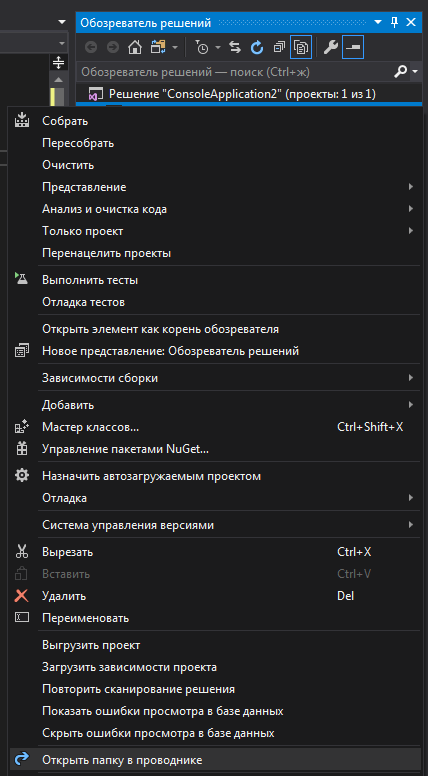 Обозреватель решений
Обозреватель решений — поиск (Ctrl+ж)
Решение "ConsoleApplication2" (проекты: 1 из 1)
Собрать
Пересобрать
Очистить
Представление
Анализ и очистка кода
Только проект
Перенацелить проекты
Выполнить тесты
Отладка тестов
Открыть элемент как корень обозревателя
Новое представление: Обозреватель решений
Зависимости сборки
Добавить
Мастер классов... Ctrl+Shift+X
Управление пакетами NuGet...
Назначить автозагружаемым проектом
Отладка
Система управления версиями
Вырезать Ctrl+X
Вставить Ctrl+V
Удалить Del
Переименовать
Выгрузить проект
Загрузить зависимости проекта
Повторить сканирование решения
Показать ошибки просмотра в базе данных
Скрыть ошибки просмотра в базе данных
Открыть папку в проводнике